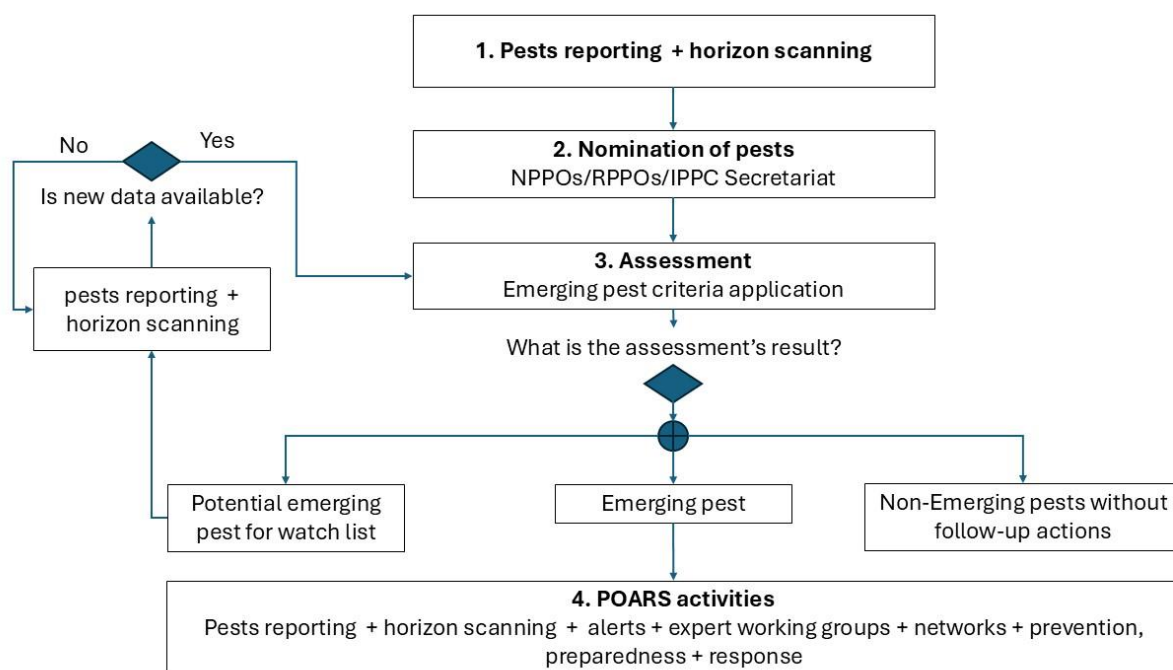 1. Pests reporting + horizon scanning
2. Nomination of pests
NPPOs/RPPOs/IPPC Secretariat
No
Yes
Is new data available?
3. Assessment
Emerging pest criteria application
pests reporting +
horizon scanning
What is the assessment's result?
Potential emerging
pest for watch list
Emerging pest
Non-Emerging pests without
follow-up actions
4. POARS activities
Pests reporting + horizon scanning + alerts + expert working groups + networks + prevention,
preparedness + response